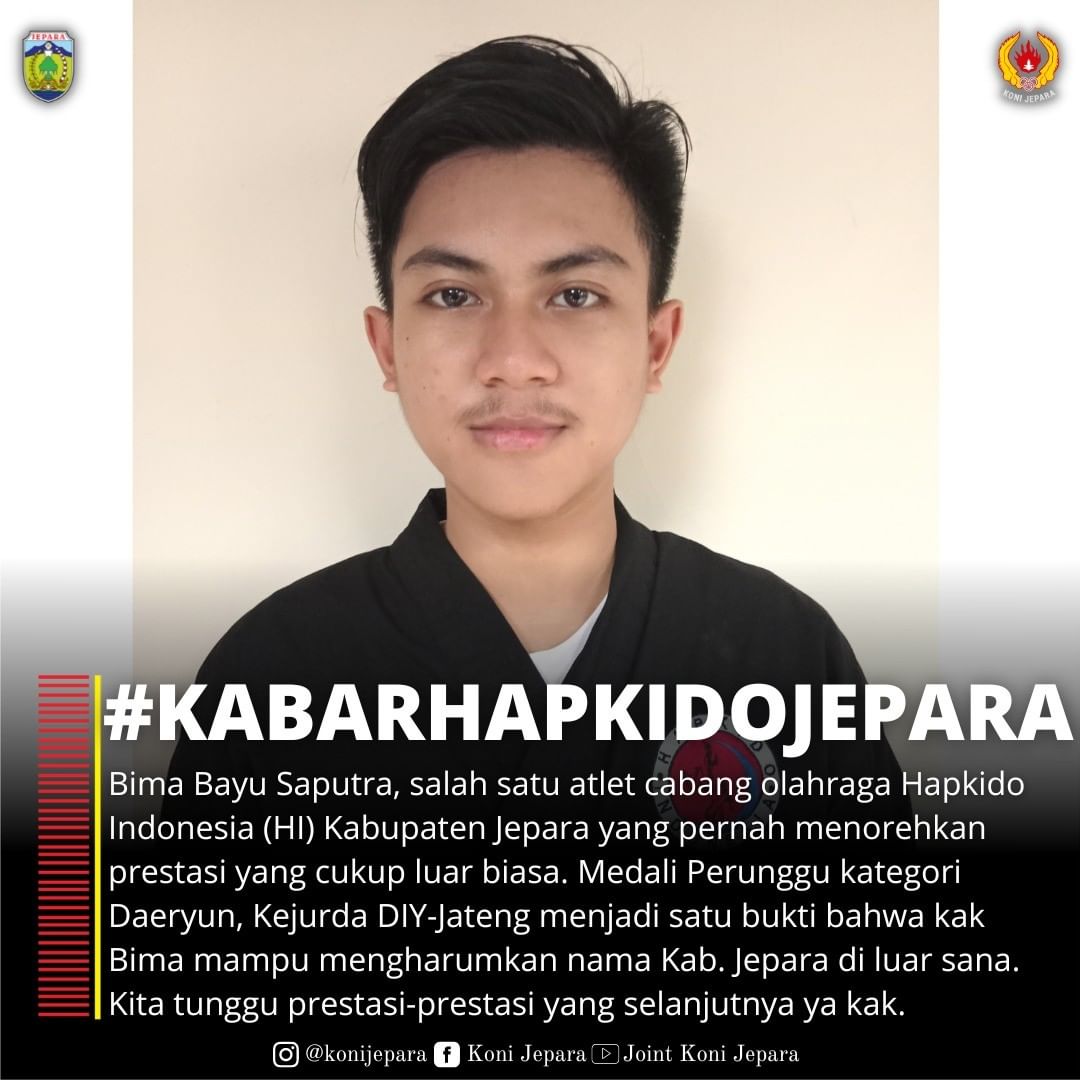 JEPARA
KONI JEPARA
#KABARHAPKIDOJEPARA
Bima Bayu Saputra, salah satu atlet cabang olahraga Hapkido
Indonesia (HI) Kabupaten Jepara yang pernah menorehkan
prestasi yang cukup luar biasa. Medali Perunggu kategori
Daeryun, Kejurda DIY-Jateng menjadi satu bukti bahwa kak
Bima mampu mengharumkan nama Kab. Jepara di luar sana.
Kita tunggu prestasi-prestasi yang selanjutnya ya kak.
@konijepara Koni Jepara Joint Koni Jepara